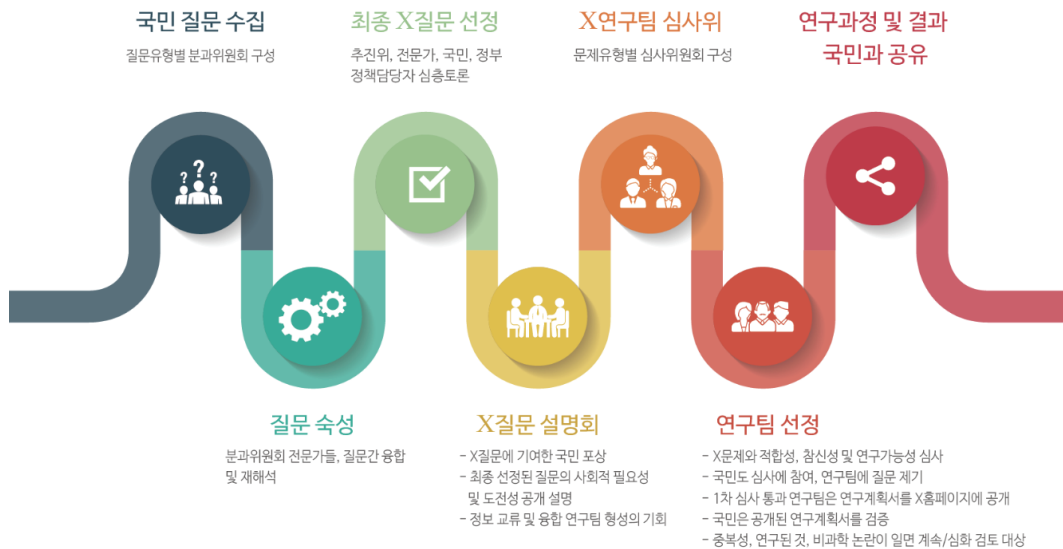 국민 질문 수집
질문유형별 분과위원회 구성
질문 숙성
분과위원회 전문가들, 질문간 융합
및 재해석
최종 X질문 선정
추진위, 전문가, 국민, 정부
정책담당자 심층토론
X질문 설명회
- X질문에 기여한 국민 포상
- 최종 선정된 질문의 사회적 필요성
및 도전성 공개 설명
- 정보 교류 및 융합 연구팀 형성의 기회
X연구팀 심사위
문제유형별 심사위원회 구성
연구팀 선정
- X문제와 적합성, 참신성 및 연구가능성 심사
- 국민도 심사에 참여, 연구팀에 질문 제기
- 1차 심사 통과 연구팀은 연구계획서를 X홈페이지에 공개
- 국민은 공개된 연구계획서를 검증
- 중복성, 연구된 것, 비과학 논란이 일면 계속/심화 검토 대상
연구과정 및 결과
국민과 공유